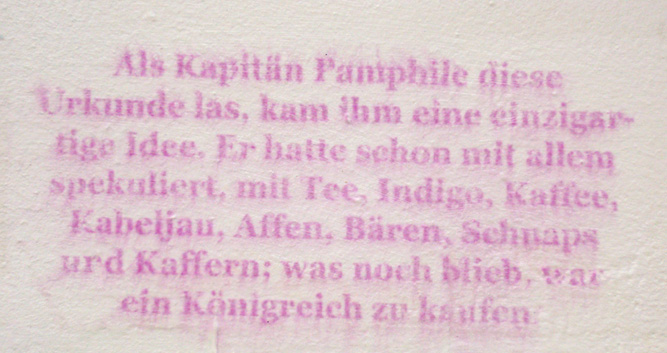 Als Kapitän Pamphile diese
Urkunde las, kam ihm eine einzigar-
tige Idee. Er hatte schon mit allem
spekuliert, mit Tee, Indigo, Kaffee,
Kabeljau, Affen, Bären, Schnaps
und Kaffern; was noch blieb, war
ein Königreich zu kaufen.